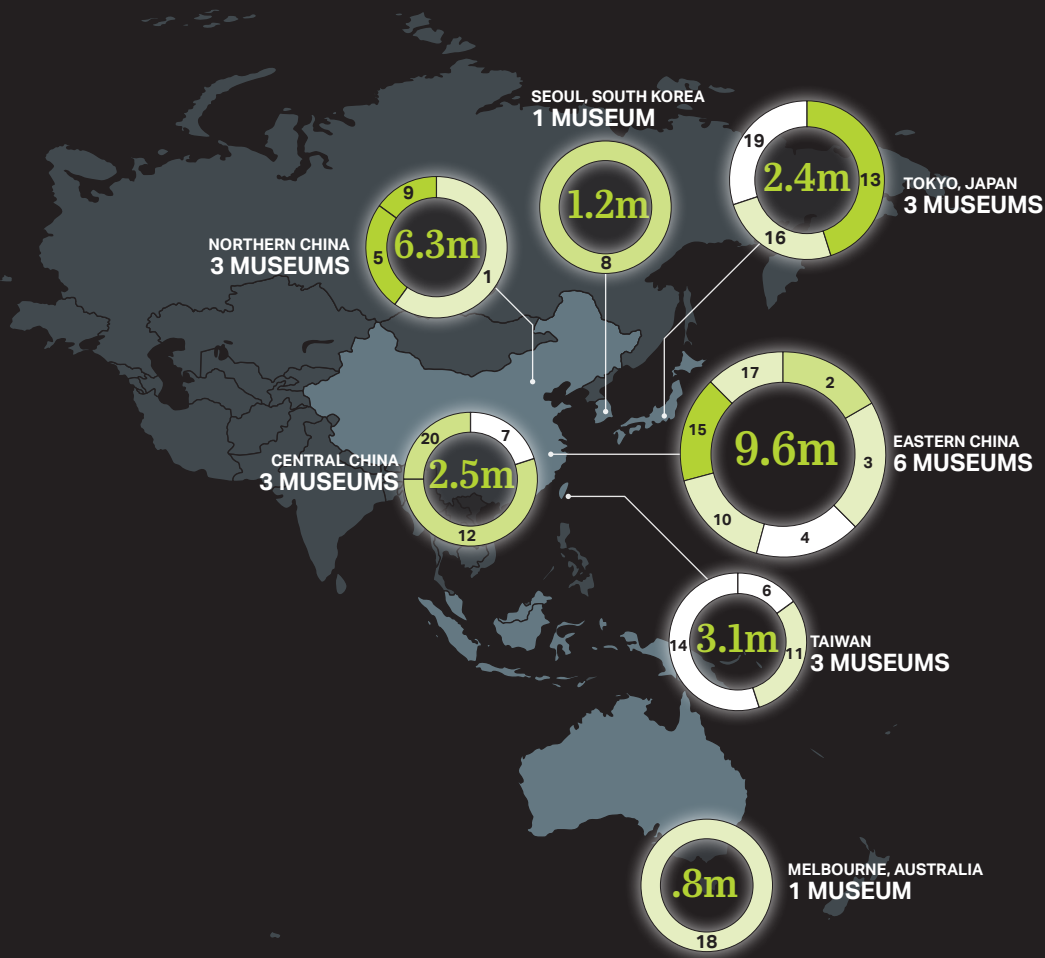 SEOUL, SOUTH KOREA
1 MUSEUM
1.2m
8
TOKYO, JAPAN
3 MUSEUMS
19
2.4m
13
16
NORTHERN CHINA
3 MUSEUMS
9
6.3m
5
1
EASTERN CHINA
6 MUSEUMS
17
2
15
9.6m
3
10
4
CENTRAL CHINA
3 MUSEUMS
20
7
2.5m
12
TAIWAN
3 MUSEUMS
6
14
3.1m
11
MELBOURNE, AUSTRALIA
1 MUSEUM
.8m
18